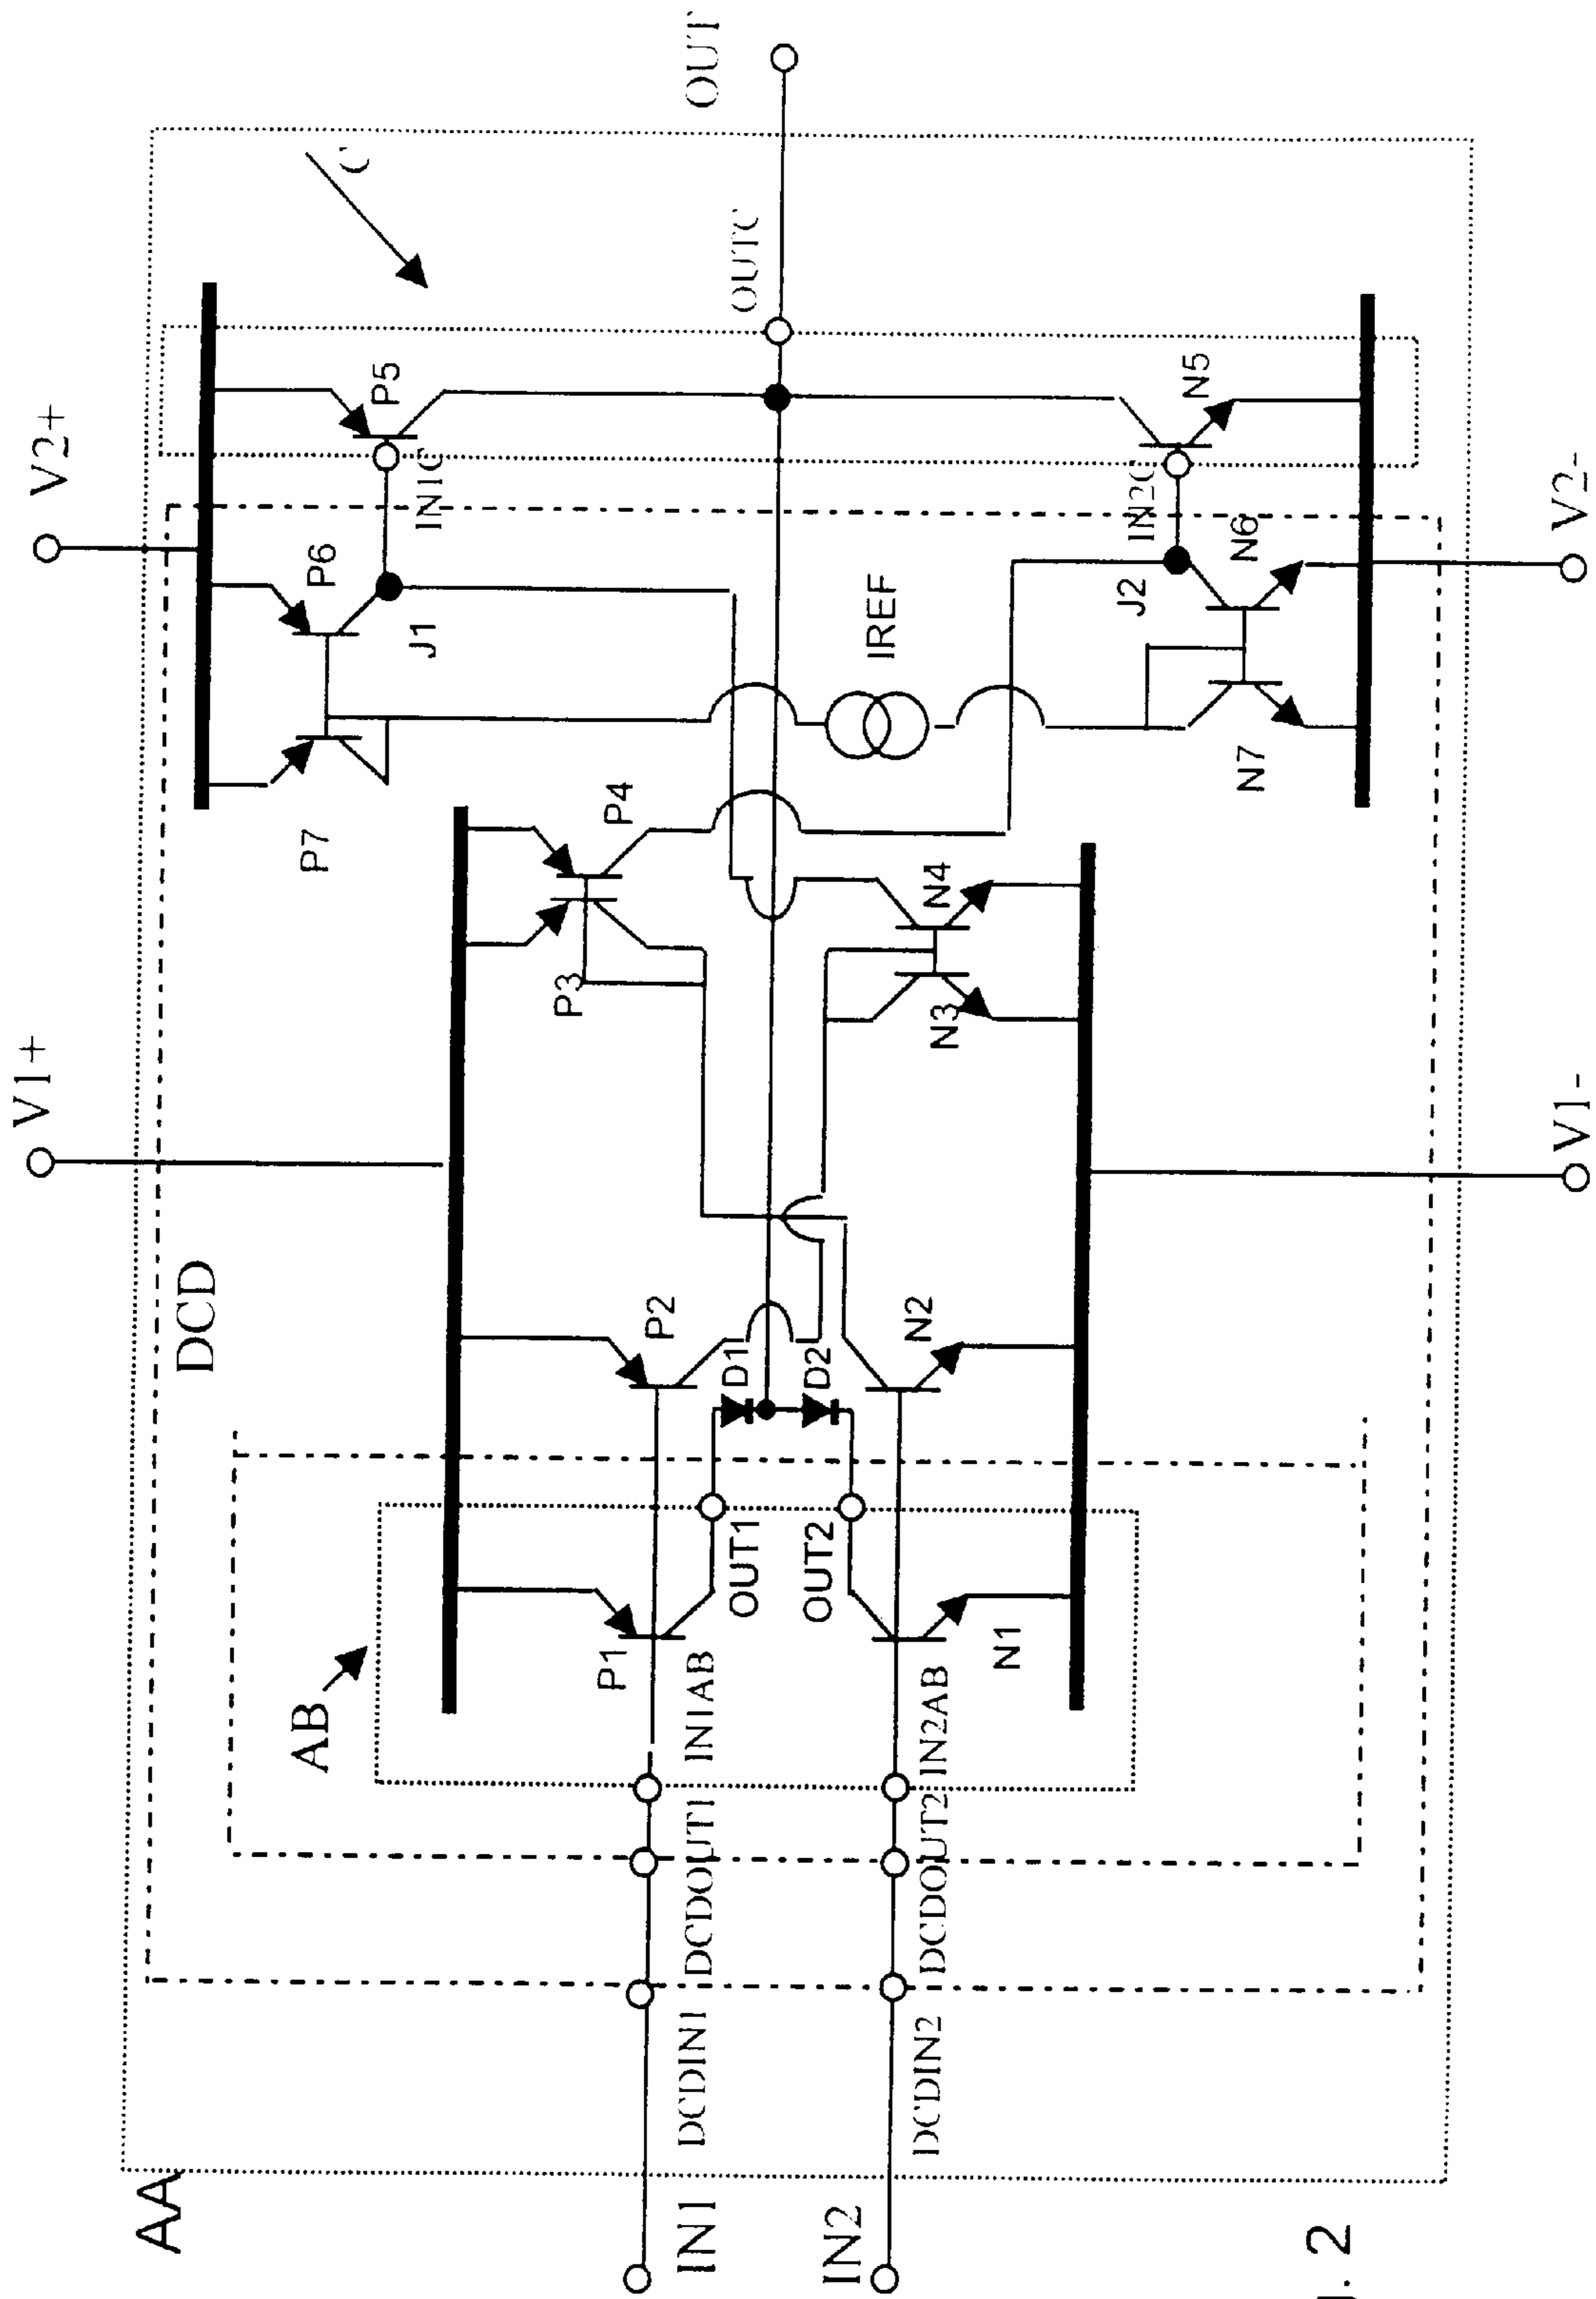 AA
V1+
V2+
DCD
AB
C
P7
P6
P5
J1
IN1C
P3
P4
P1
P2
IN1
DCDIN1
DCDOUT1
IN1AB
OUT1
D1
OUTC
OUT
IREF
OUT2
D2
IN2
DCDIN2
DCDOUT2
IN2AB
N1
N2
N3
N4
J2
IN2C
N7
N6
N5
V1-
V2-
. 2